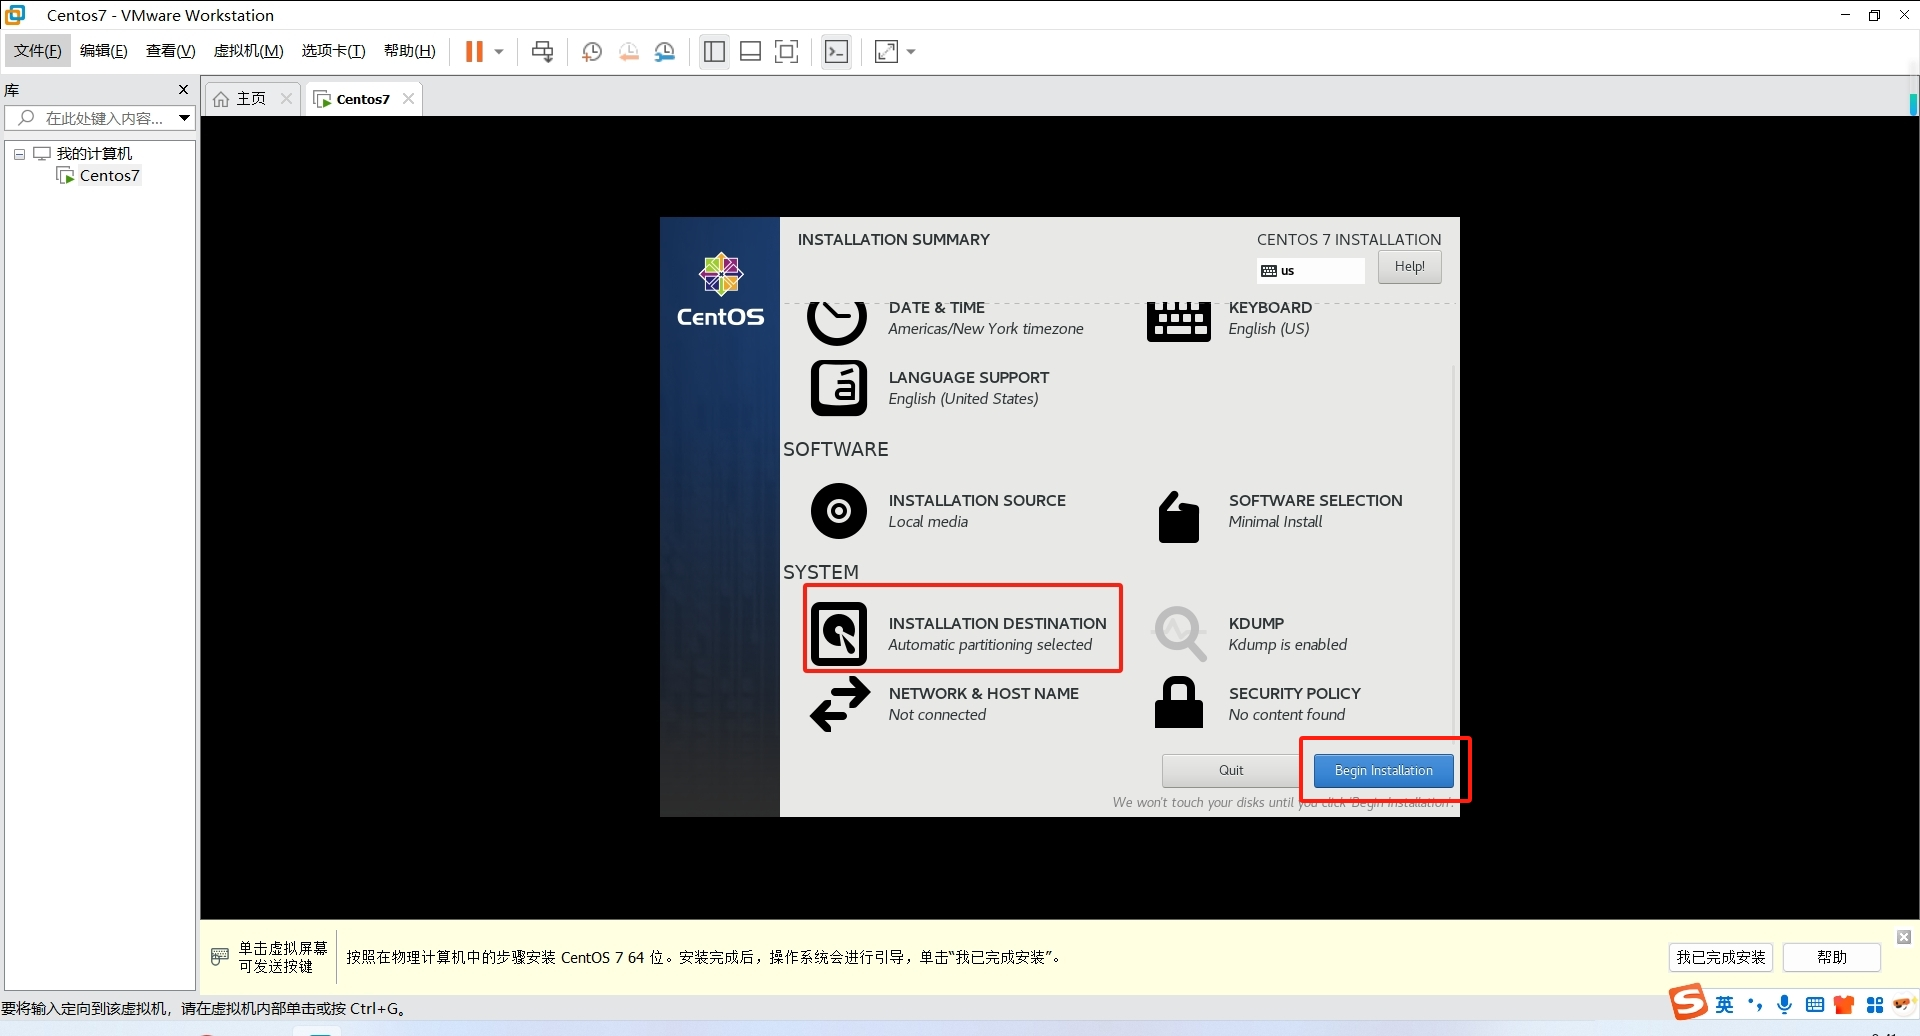 Centos7 - VMware Workstation
文件(F) 编辑(E) 查看(V) 虚拟机(M) 选项卡(T) 帮助(H)
库
在此处键入内容...
我的计算机
Centos7
主页
Centos7
INSTALLATION SUMMARY
CENTOS 7 INSTALLATION
us
Help!
CentOS
DATE & TIME
Americas/New York timezone
KEYBOARD
English (US)
LANGUAGE SUPPORT
English (United States)
SOFTWARE
INSTALLATION SOURCE
Local media
SOFTWARE SELECTION
Minimal Install
SYSTEM
INSTALLATION DESTINATION
Automatic partitioning selected
KDUMP
Kdump is enabled
NETWORK & HOST NAME
Not connected
SECURITY POLICY
No content found
Quit
Begin Installation
We won't touch your disks until you click 'Begin Installation'.
单击虚拟屏幕
可发送按键
按照在物理计算机中的步骤安装 CentOS 7 64 位。安装完成后，操作系统会进行引导，单击“我已完成安装”。
我已完成安装
帮助
要将输入定向到该虚拟机，请在虚拟机内部单击或按 Ctrl+G。
英